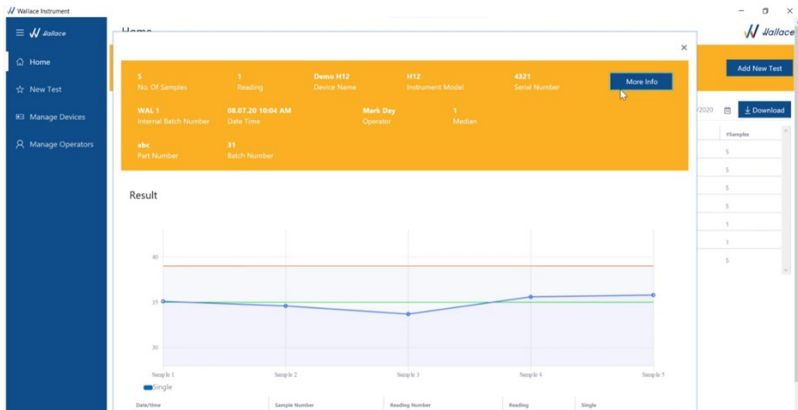 Wallace Instrument
Wallace
Home
Wallace
Home
Add New Test
5 1 Demo H12 H12 4321
No. Of Samples Reading Device Name Instrument Model Serial Number
More Info
New Test
2020
Download
WAL 1 08.07.20 10:04 AM Mark Day 1
Internal Batch Number Date Time Operator Median
Manage Devices
#Samples
Manage Operators
abc 31
Part Number Batch Number
5
5
5
5
1
1
5
Result
40
30
Sample 1 Sample 2 Sample 3 Sample 4 Sample 5
Single
Date/time Sample Number Reading Number Reading Single